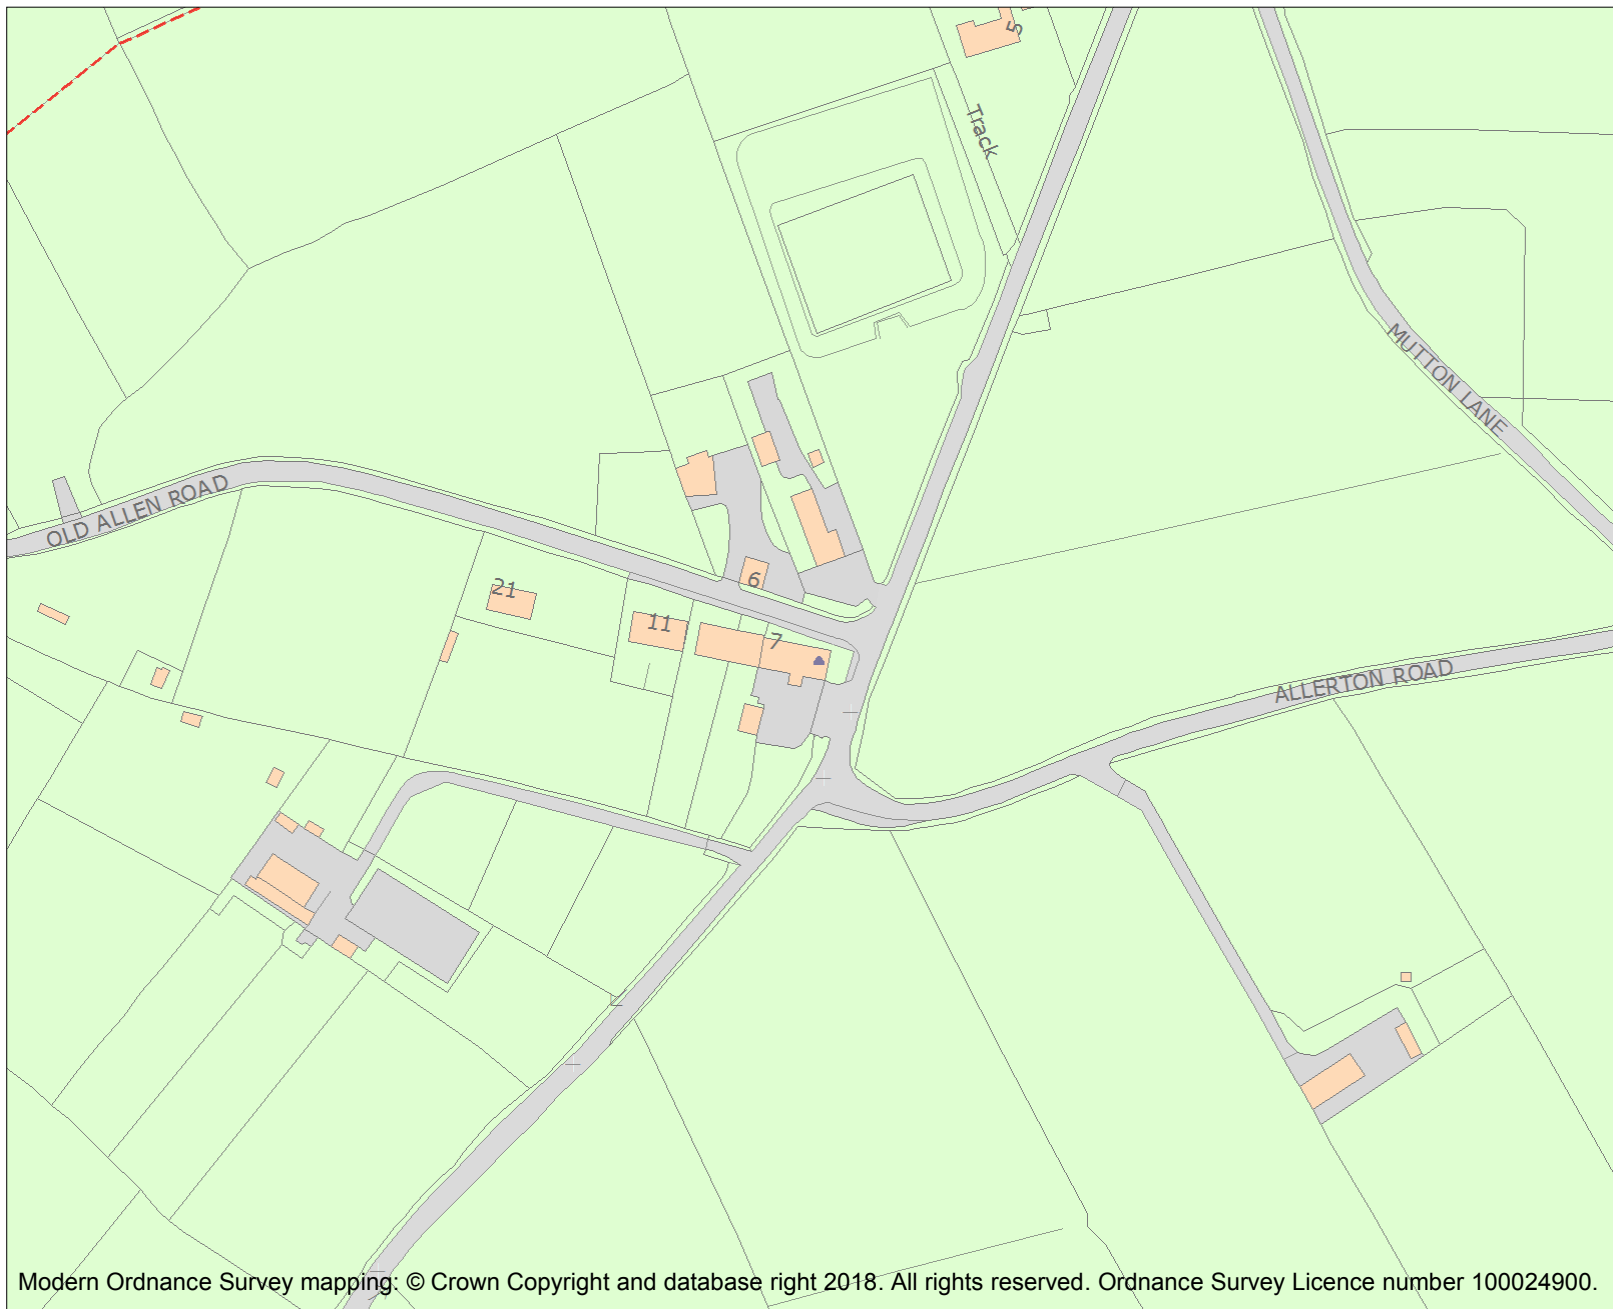 5
Track
MUTTON LANE
OLD ALLEN ROAD
6
21
11
7
ALLERTON ROAD
Modern Ordnance Survey mapping: © Crown Copyright and database right 2018. All rights reserved. Ordnance Survey Licence number 100024900.